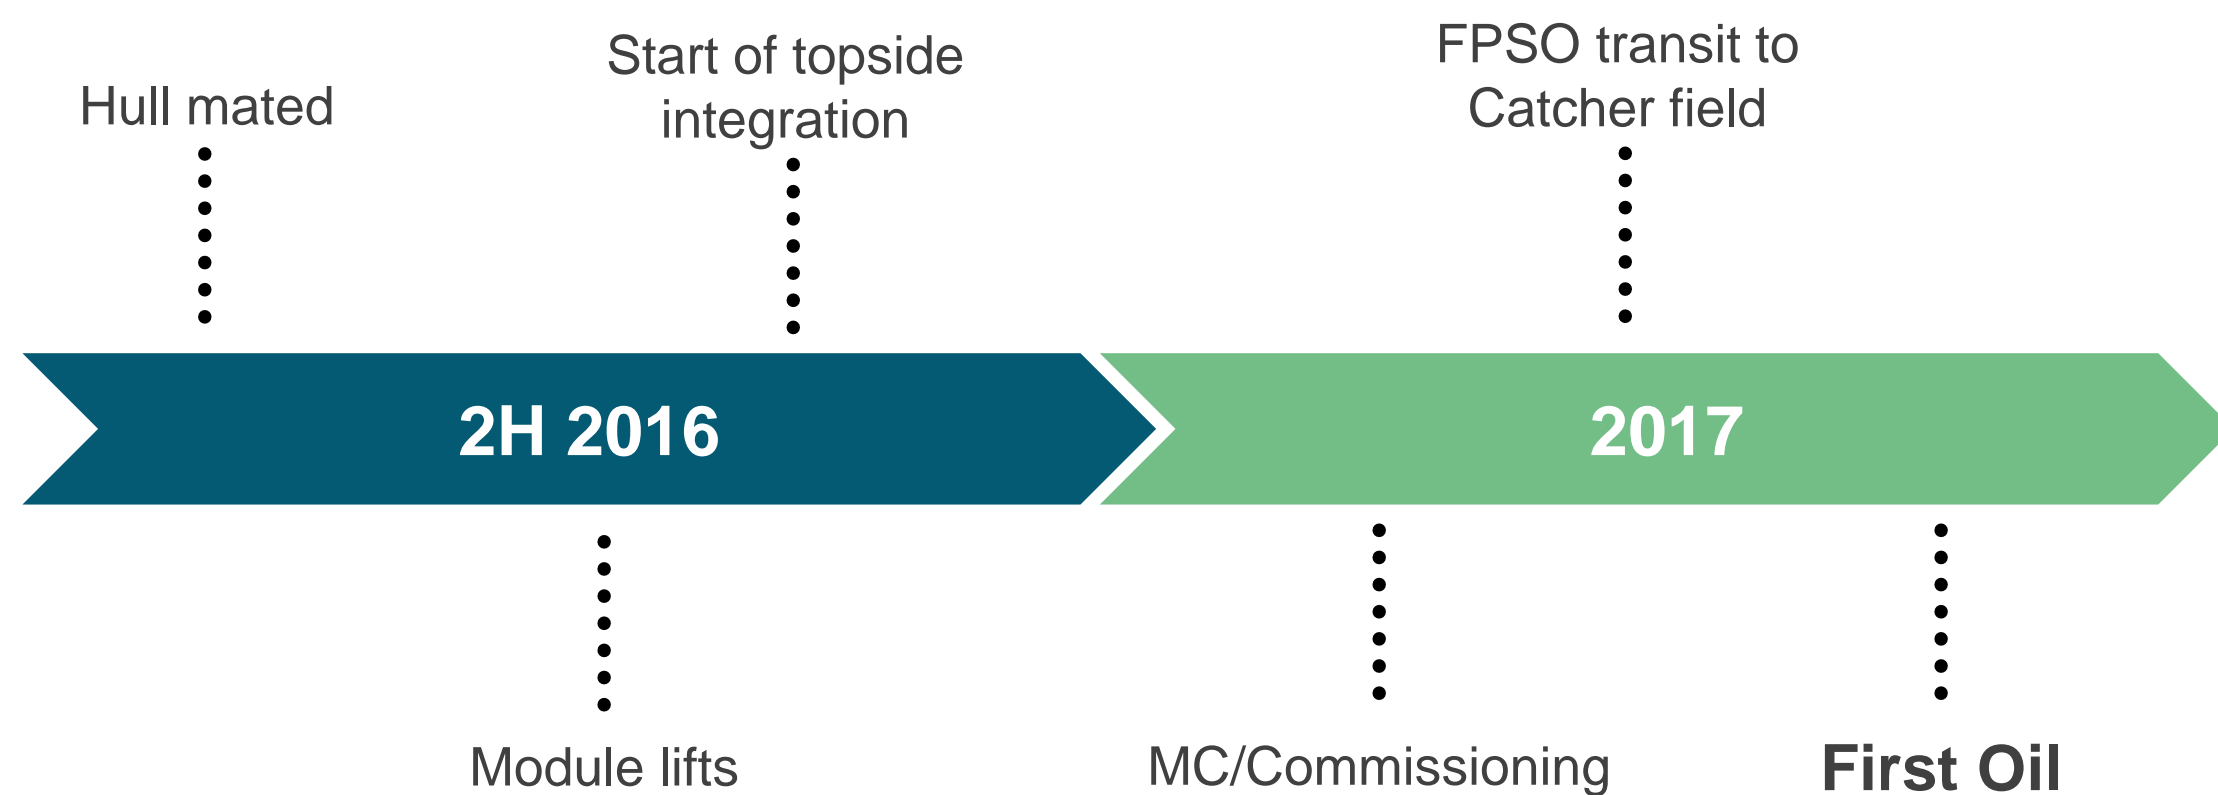 Hull mated
Start of topside
integration
FPSO transit to
Catcher field
2H 2016
2017
Module lifts
MC/Commissioning
First Oil